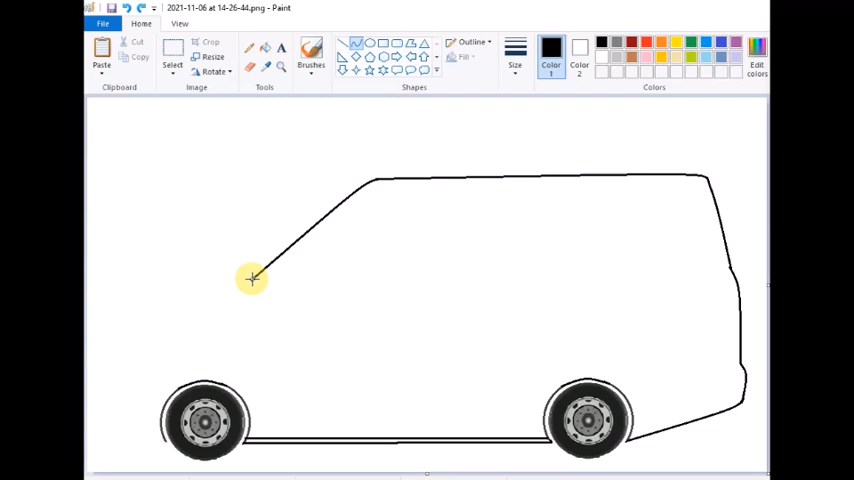 2021-11-06 at 14-26-44.png - Paint
File Home View
Paste
Cut
Copy
Clipboard
Select
Crop
Resize
Rotate
Image
A
Tools
Brushes
Outline
Fill
Shapes
Size
Color 1
Color 2
Edit colors
Colors